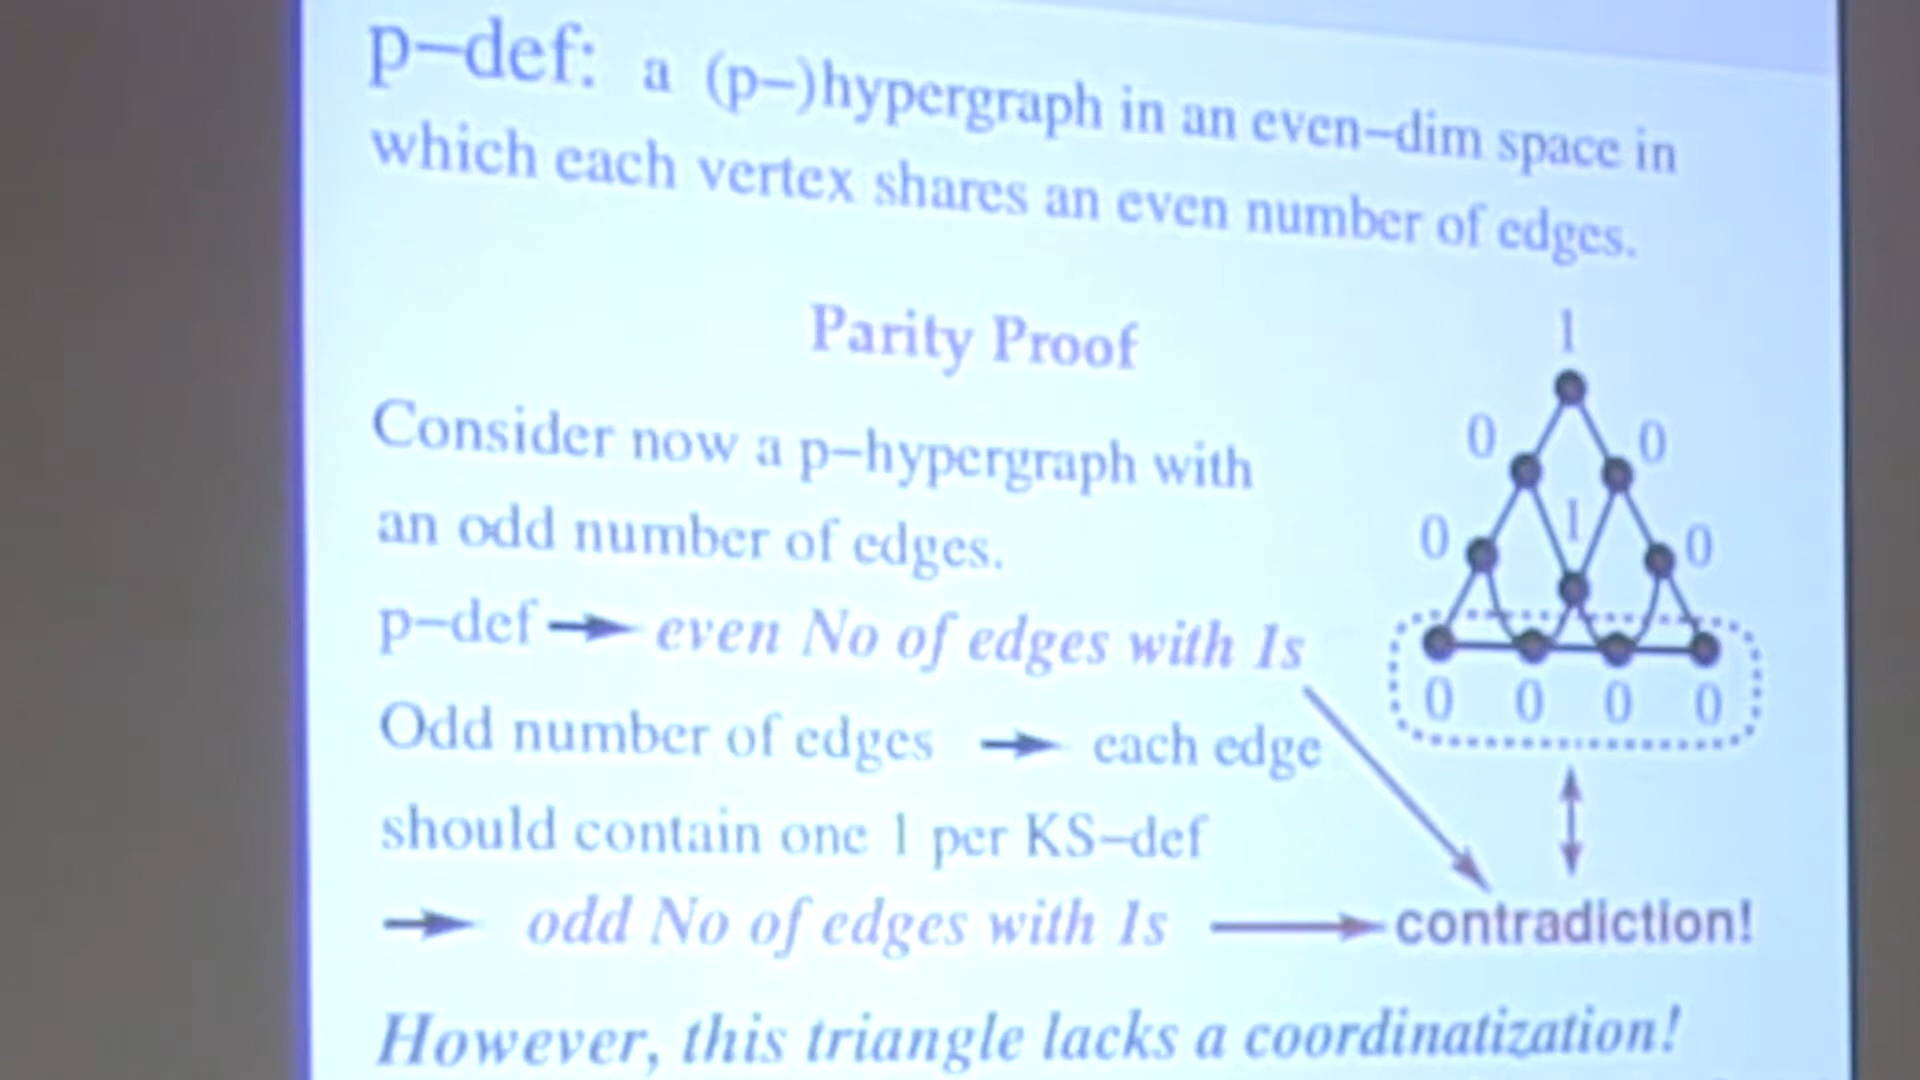 p–def: a (p–)hypergraph in an even–dim space in
which each vertex shares an even number of edges.
Parity Proof
1
0 0
Consider now a p–hypergraph with
1
an odd number of edges.
0 0
p–def → even No of edges with 1s
0 0 0 0
Odd number of edges → each edge
should contain one 1 per KS–def
→ odd No of edges with 1s → contradiction!
However, this triangle lacks a coordinatization!